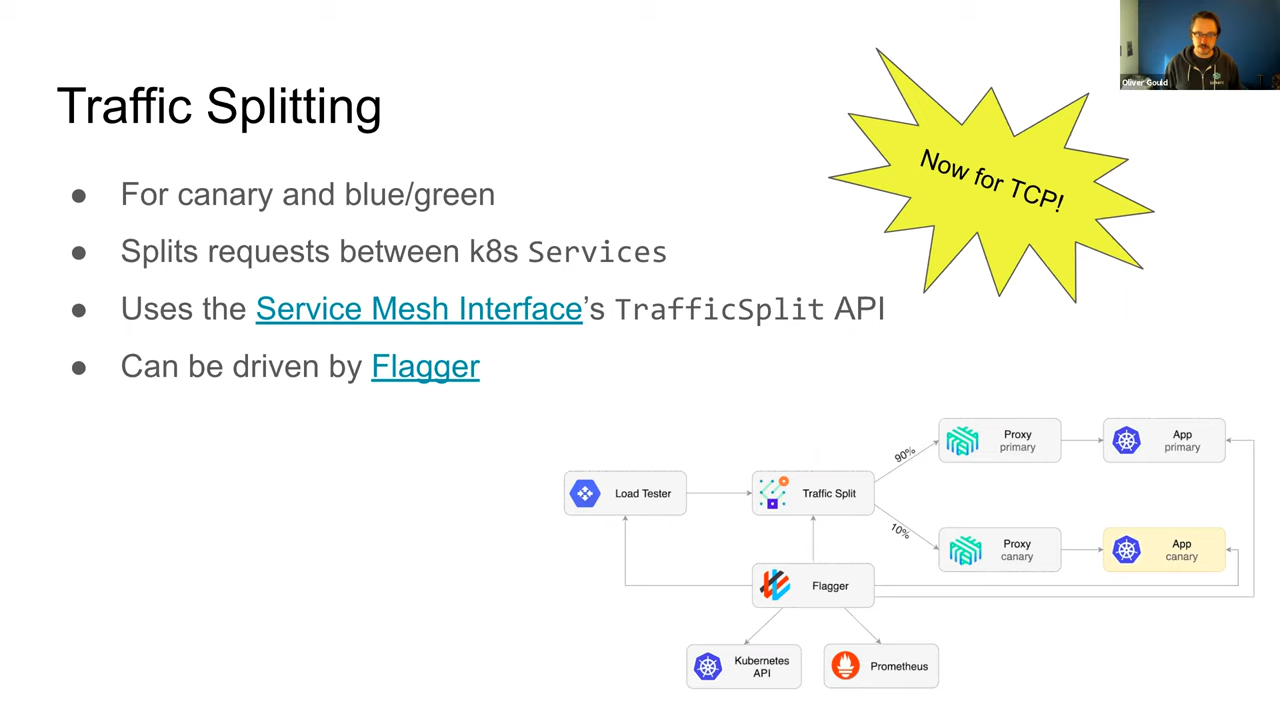 Oliver Gould
Traffic Splitting
Now for TCP!
● For canary and blue/green
● Splits requests between k8s Services
● Uses the Service Mesh Interface’s TrafficSplit API
● Can be driven by Flagger
Load Tester
Traffic Split
90%
10%
Proxy
primary
App
primary
Proxy
canary
App
canary
Flagger
Kubernetes
API
Prometheus